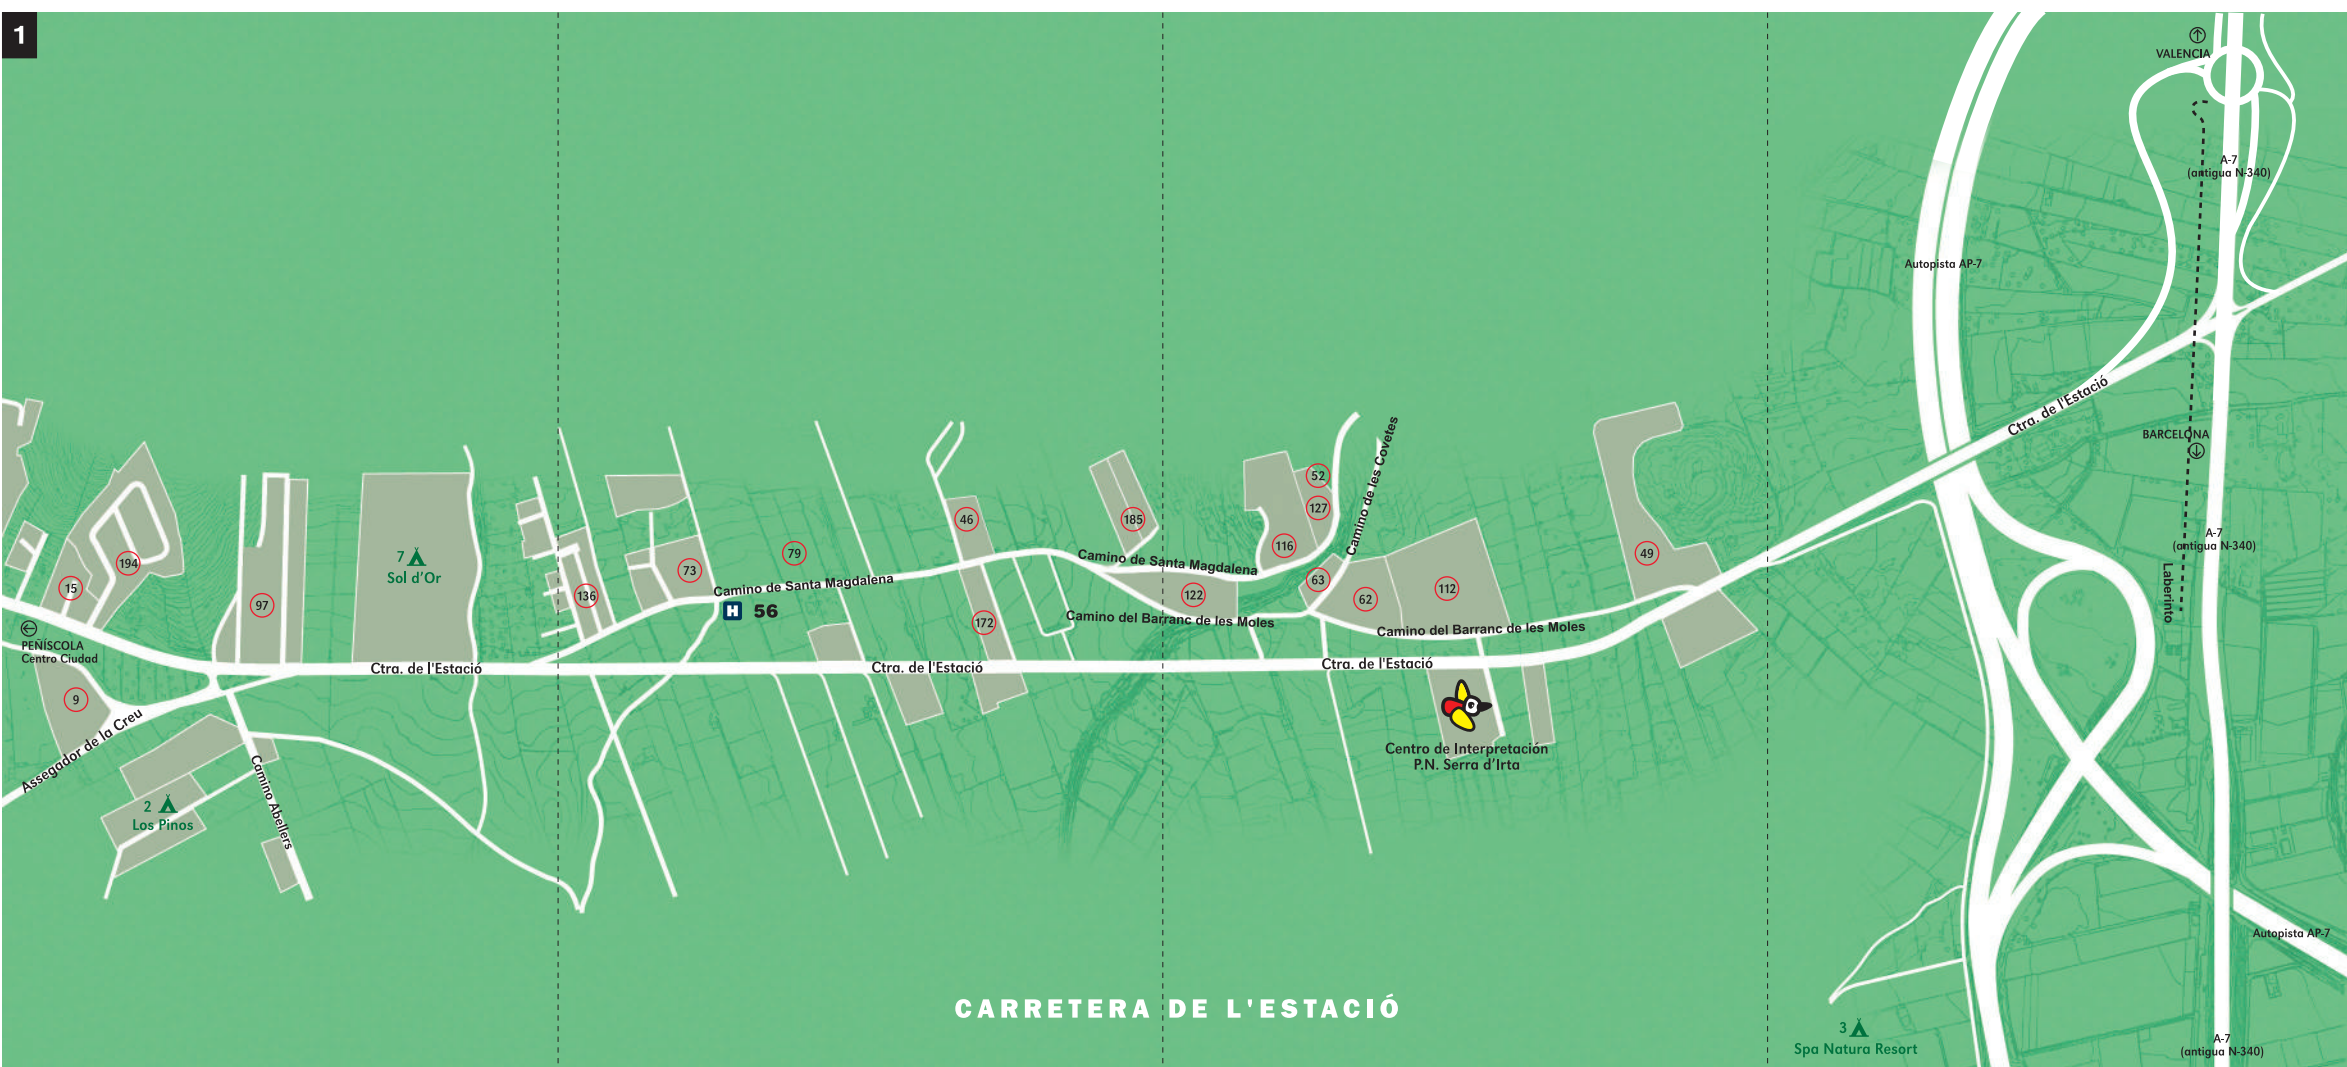 1
VALENCIA
A-7
(antigua N-340)
Autopista AP-7
Ctra. de l'Estació
BARCELONA
A-7
(antigua N-340)
Laberinto
Camino de les Covetes
52
127
116
185
46
79
49
7
Sol d'Or
194
15
97
136
73
Camino de Santa Magdalena
Camino de Santa Magdalena
63
62
112
122
H 56
172
Camino del Barranc de les Moles
Camino del Barranc de les Moles
PEÑÍSCOLA
Centro Ciudad
Ctra. de l'Estació
Ctra. de l'Estació
Ctra. de l'Estació
9
Assegador de la Creu
Camino Abellers
2
Los Pinos
Centro de Interpretación
P.N. Serra d'Irta
Autopista AP-7
CARRETERA DE L'ESTACIÓ
3
Spa Natura Resort
A-7
(antigua N-340)